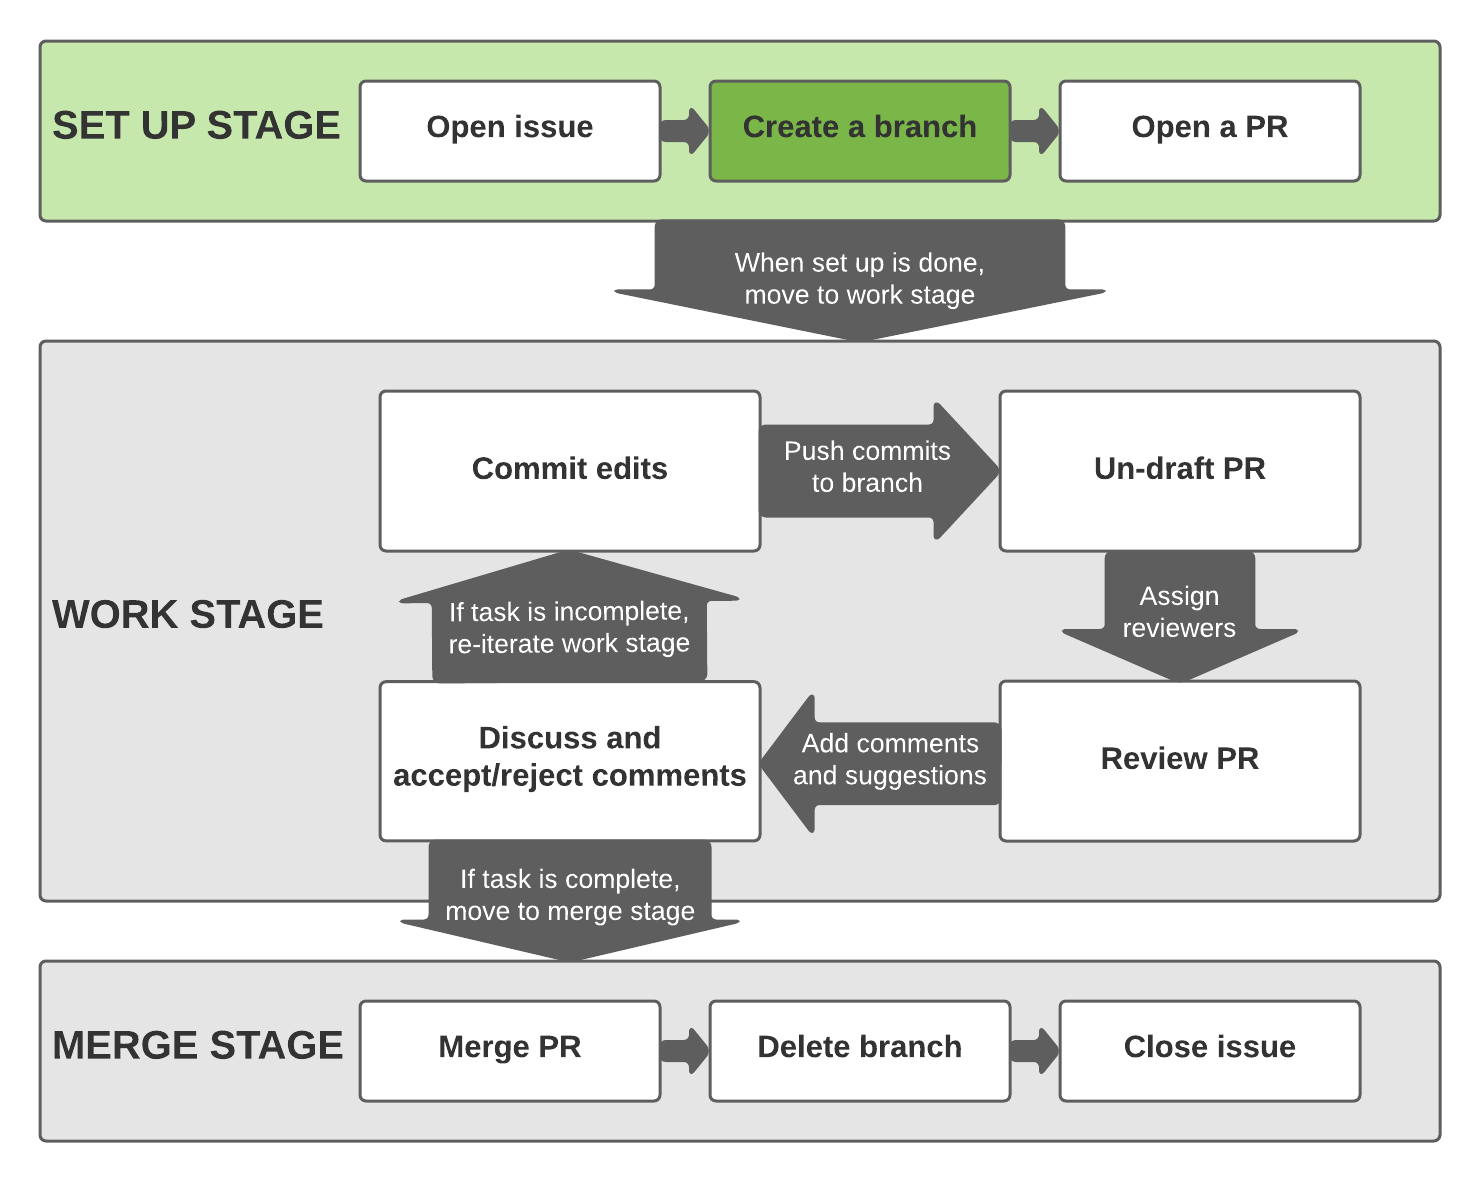 SET UP STAGE
Open issue
Create a branch
Open a PR
When set up is done,
move to work stage
WORK STAGE
Commit edits
Push commits
to branch
Un-draft PR
Assign
reviewers
Review PR
Add comments
and suggestions
Discuss and
accept/reject comments
If task is incomplete,
re-iterate work stage
If task is complete,
move to merge stage
MERGE STAGE
Merge PR
Delete branch
Close issue